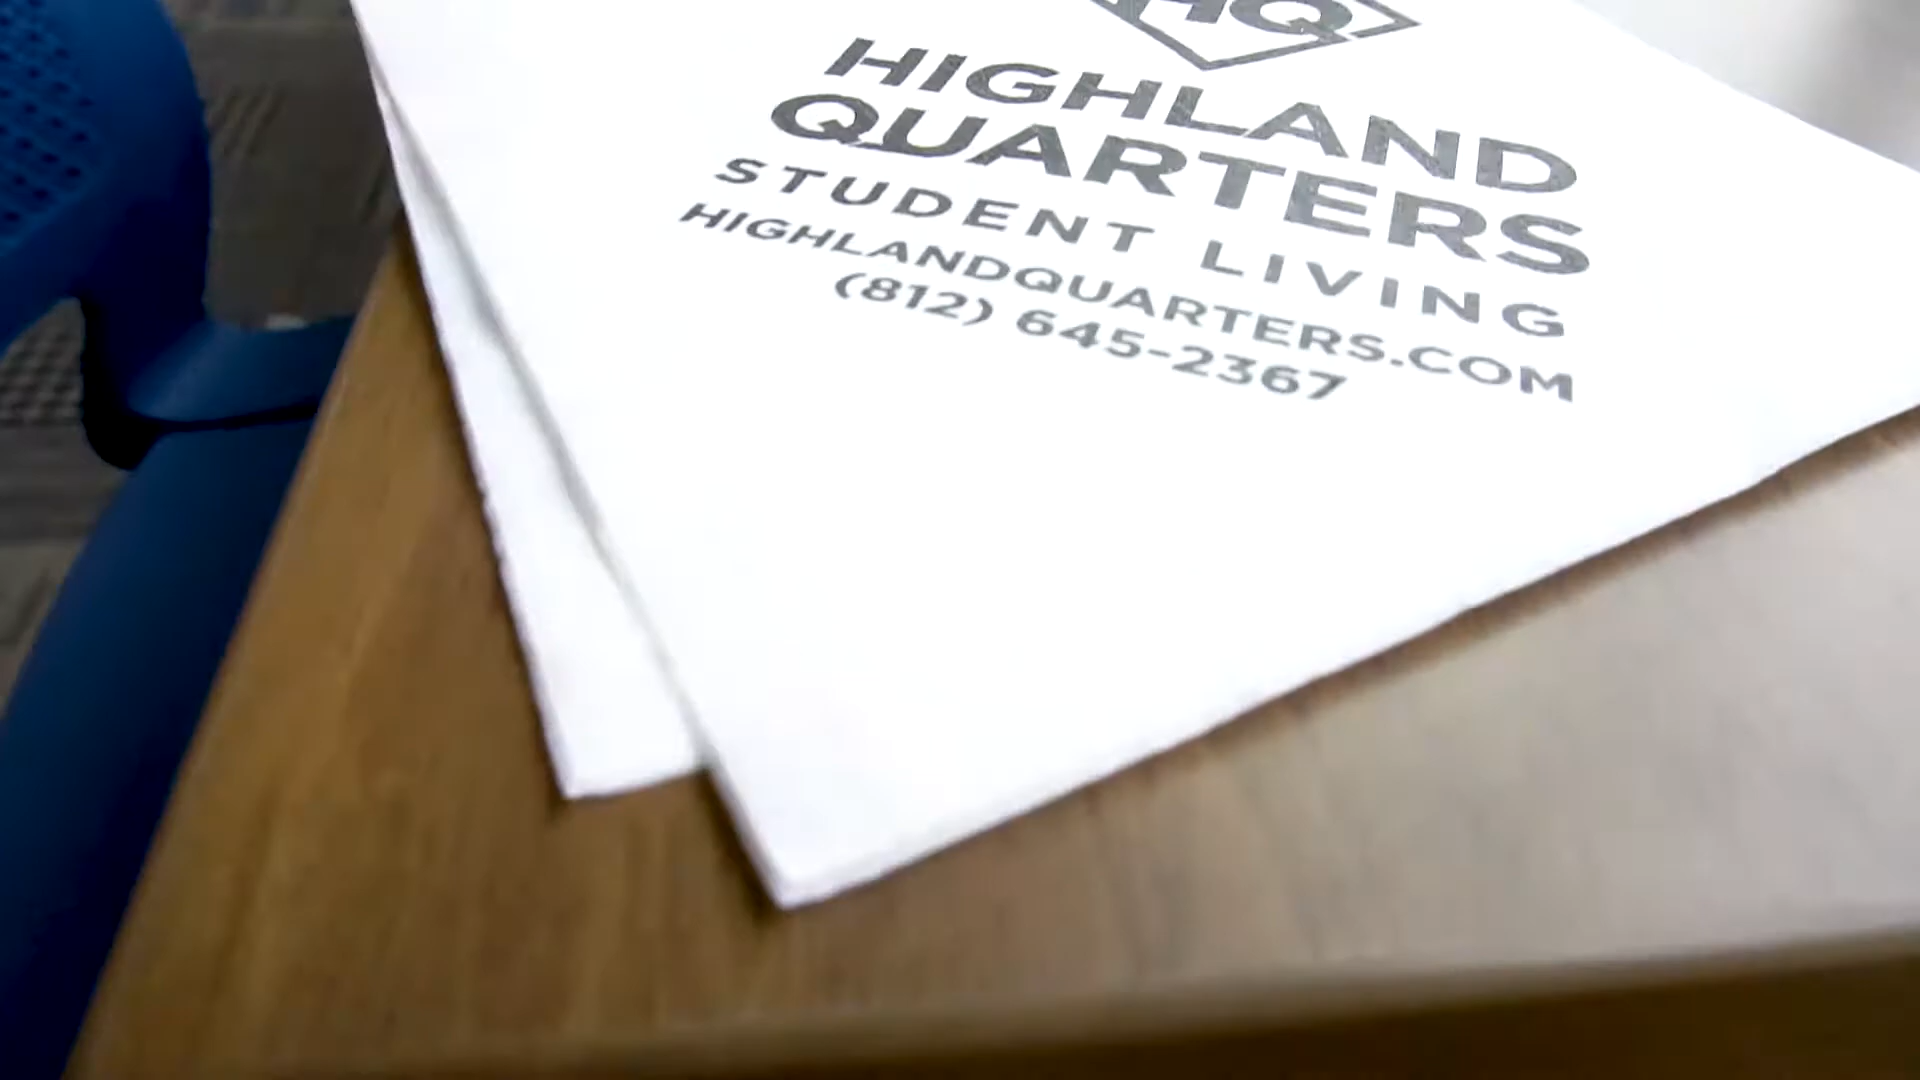 HQ
HIGHLAND
QUARTERS
STUDENT LIVING
HIGHLANDQUARTERS.COM
(812) 645-2367